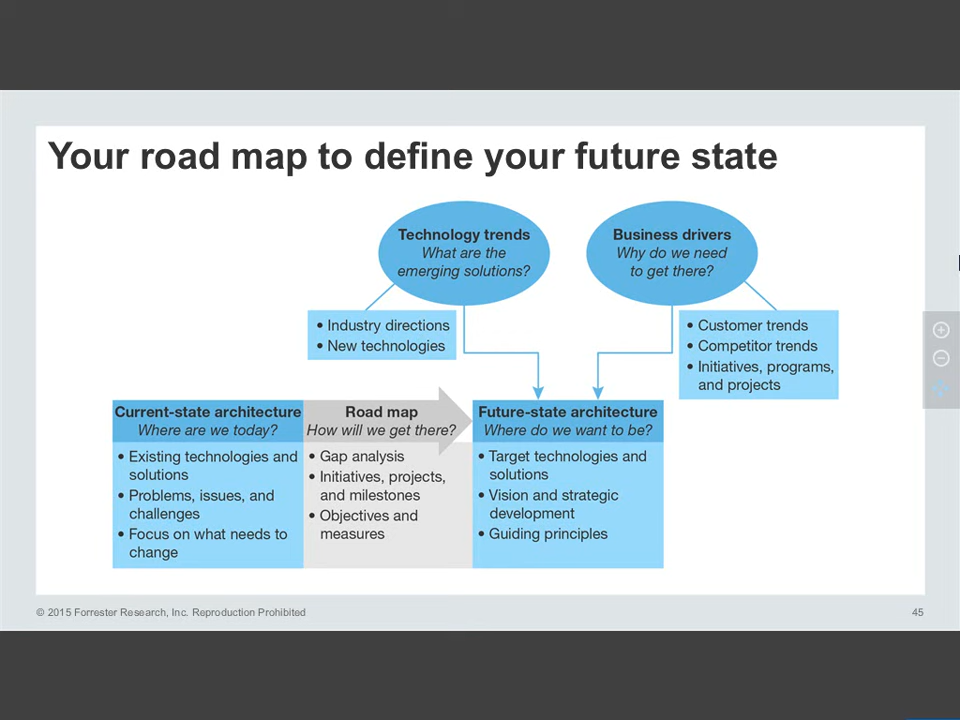 Your road map to define your future state
Technology trends
What are the
emerging solutions?
Business drivers
Why do we need
to get there?
• Industry directions
• New technologies
• Customer trends
• Competitor trends
• Initiatives, programs,
and projects
Current-state architecture
Where are we today?
• Existing technologies and
solutions
• Problems, issues, and
challenges
• Focus on what needs to
change
Road map
How will we get there?
• Gap analysis
• Initiatives, projects,
and milestones
• Objectives and
measures
Future-state architecture
Where do we want to be?
• Target technologies and
solutions
• Vision and strategic
development
• Guiding principles
© 2015 Forrester Research, Inc. Reproduction Prohibited
45